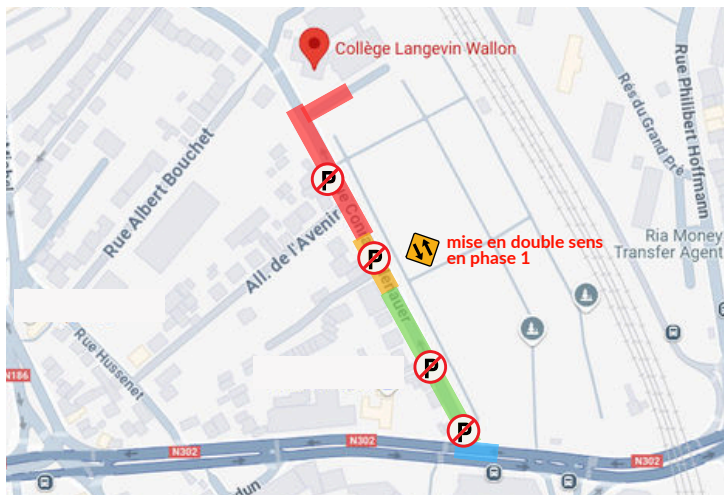 Collège Langevin Wallon
Rue Philibert Hoffmann
Rés du Grand Pré
Rue Albert Bouchet
P
All. de l'Avenir
mise en double sens
en phase 1
P
Ria Money
Transfer Agent
Rue Hussenet
P
N186
P
N302
N302
N302